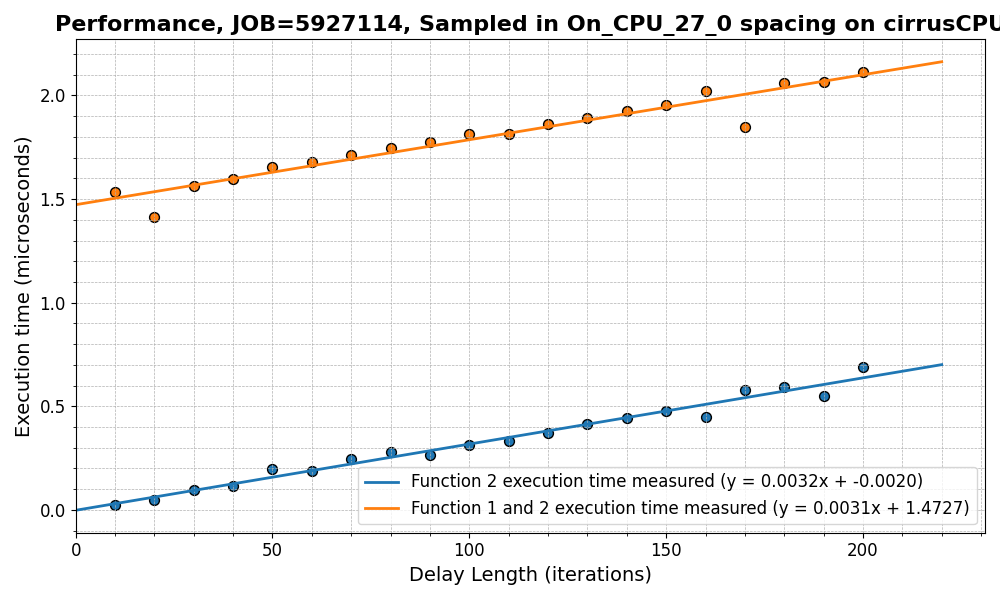 Performance, JOB=5927114, Sampled in On_CPU_27_0 spacing on cirrusCPU
Execution time (microseconds)
2.0
1.5
1.0
0.5
0.0
Function 2 execution time measured (y = 0.0032x + -0.0020)
Function 1 and 2 execution time measured (y = 0.0031x + 1.4727)
0 50 100 150 200
Delay Length (iterations)